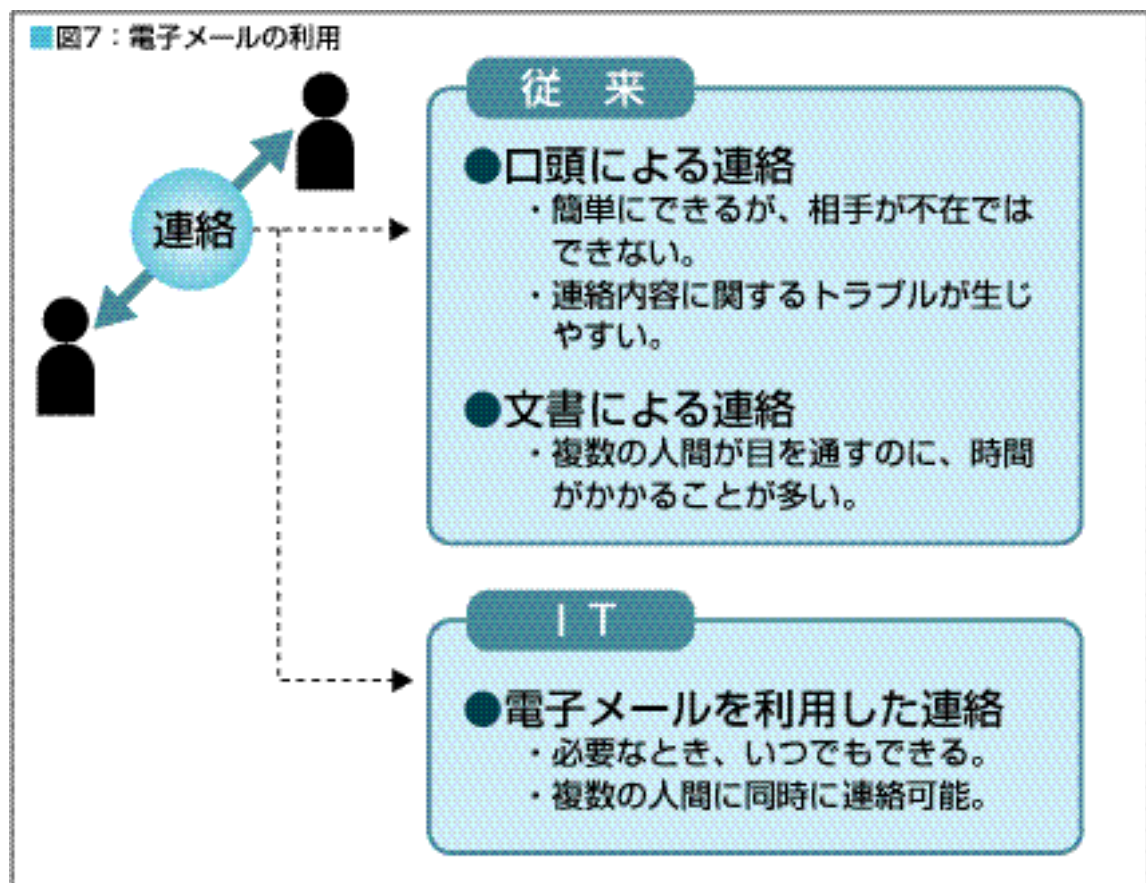 ■図7：電子メールの利用
連絡
従 来
●口頭による連絡
・簡単にできるが、相手が不在では
できない。
・連絡内容に関するトラブルが生じ
やすい。
●文書による連絡
・複数の人間が目を通すのに、時間
がかかることが多い。
I T
●電子メールを利用した連絡
・必要なとき、いつでもできる。
・複数の人間に同時に連絡可能。